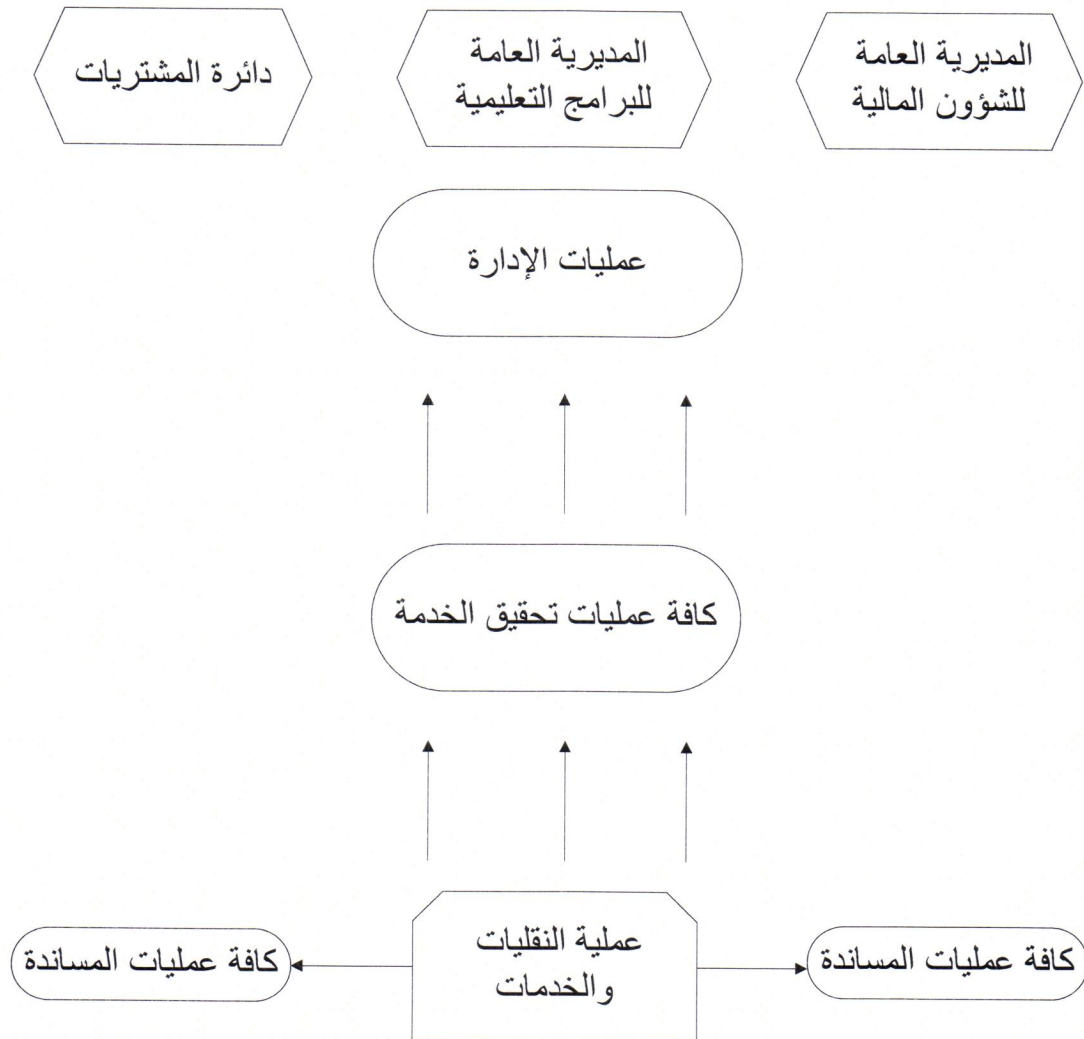 المديرية العامة
للشؤون المالية
المديرية العامة
للبرامج التعليمية
دائرة المشتريات
عمليات الإدارة
كافة عمليات تحقيق الخدمة
كافة عمليات المساندة
عملية النقليات
والخدمات
كافة عمليات المساندة